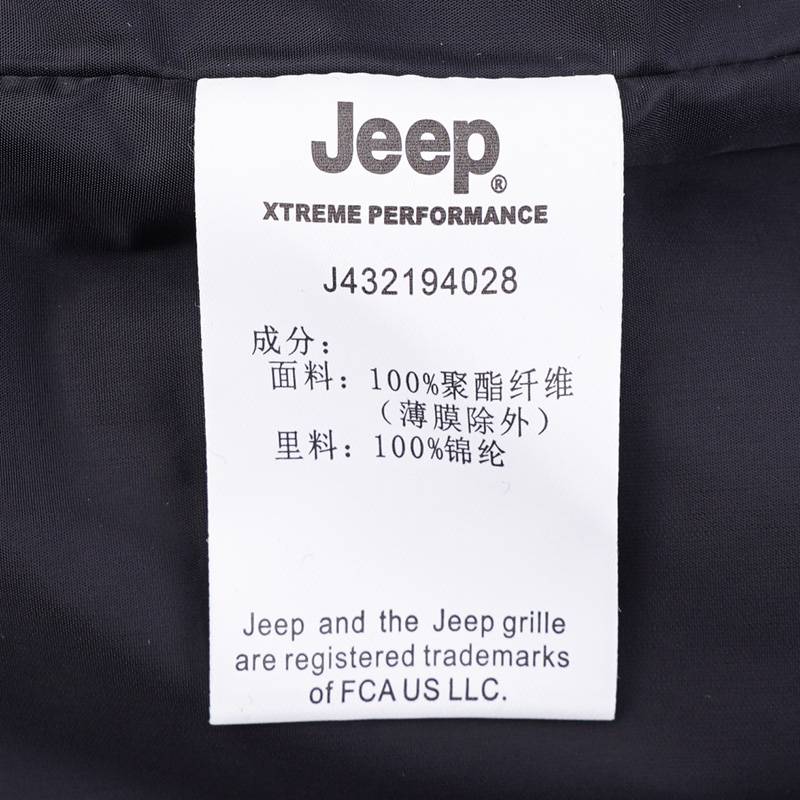 Jeep®
XTREME PERFORMANCE
J432194028
成分：
面料：100%聚酯纤维
（薄膜除外）
里料：100%锦纶
Jeep and the Jeep grille
are registered trademarks
of FCA US LLC.